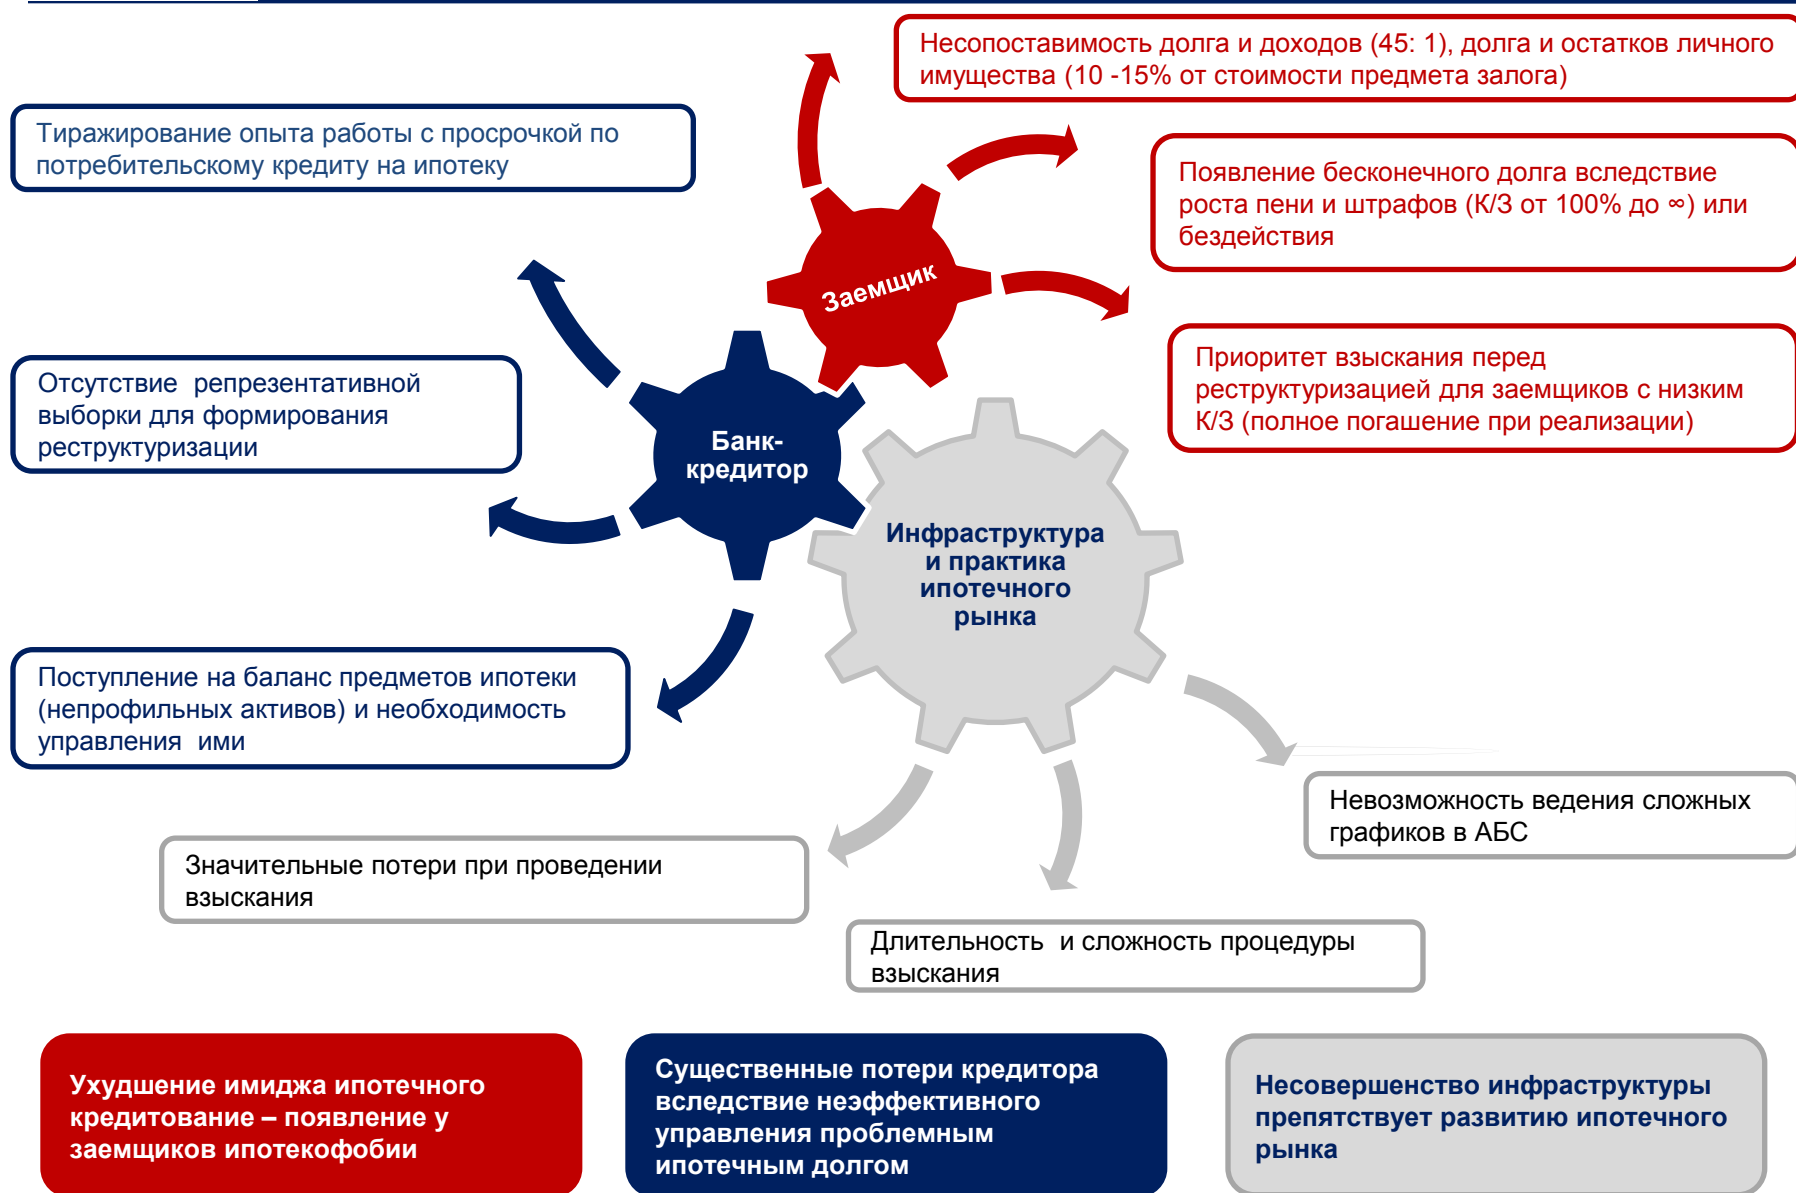 Несопоставимость долга и доходов (45: 1), долга и остатков личного
имущества (10 -15% от стоимости предмета залога)
Тиражирование опыта работы с просрочкой по
потребительскому кредиту на ипотеку
Появление бесконечного долга вследствие
роста пени и штрафов (К/З от 100% до ∞) или
бездействия
Заемщик
Приоритет взыскания перед
реструктуризацией для заемщиков с низким
К/З (полное погашение при реализации)
Отсутствие  репрезентативной
выборки для формирования
реструктуризации
Банк-
кредитор
Инфраструктура
и практика
ипотечного
рынка
Поступление на баланс предметов ипотеки
(непрофильных активов) и необходимость
управления  ими
Невозможность ведения сложных
графиков в АБС
Значительные потери при проведении
взыскания
Длительность  и сложность процедуры
взыскания
Ухудшение имиджа ипотечного
кредитование – появление у
заемщиков ипотекофобии
Существенные потери кредитора
вследствие неэффективного
управления проблемным
ипотечным долгом
Несовершенство инфраструктуры
препятствует развитию ипотечного
рынка